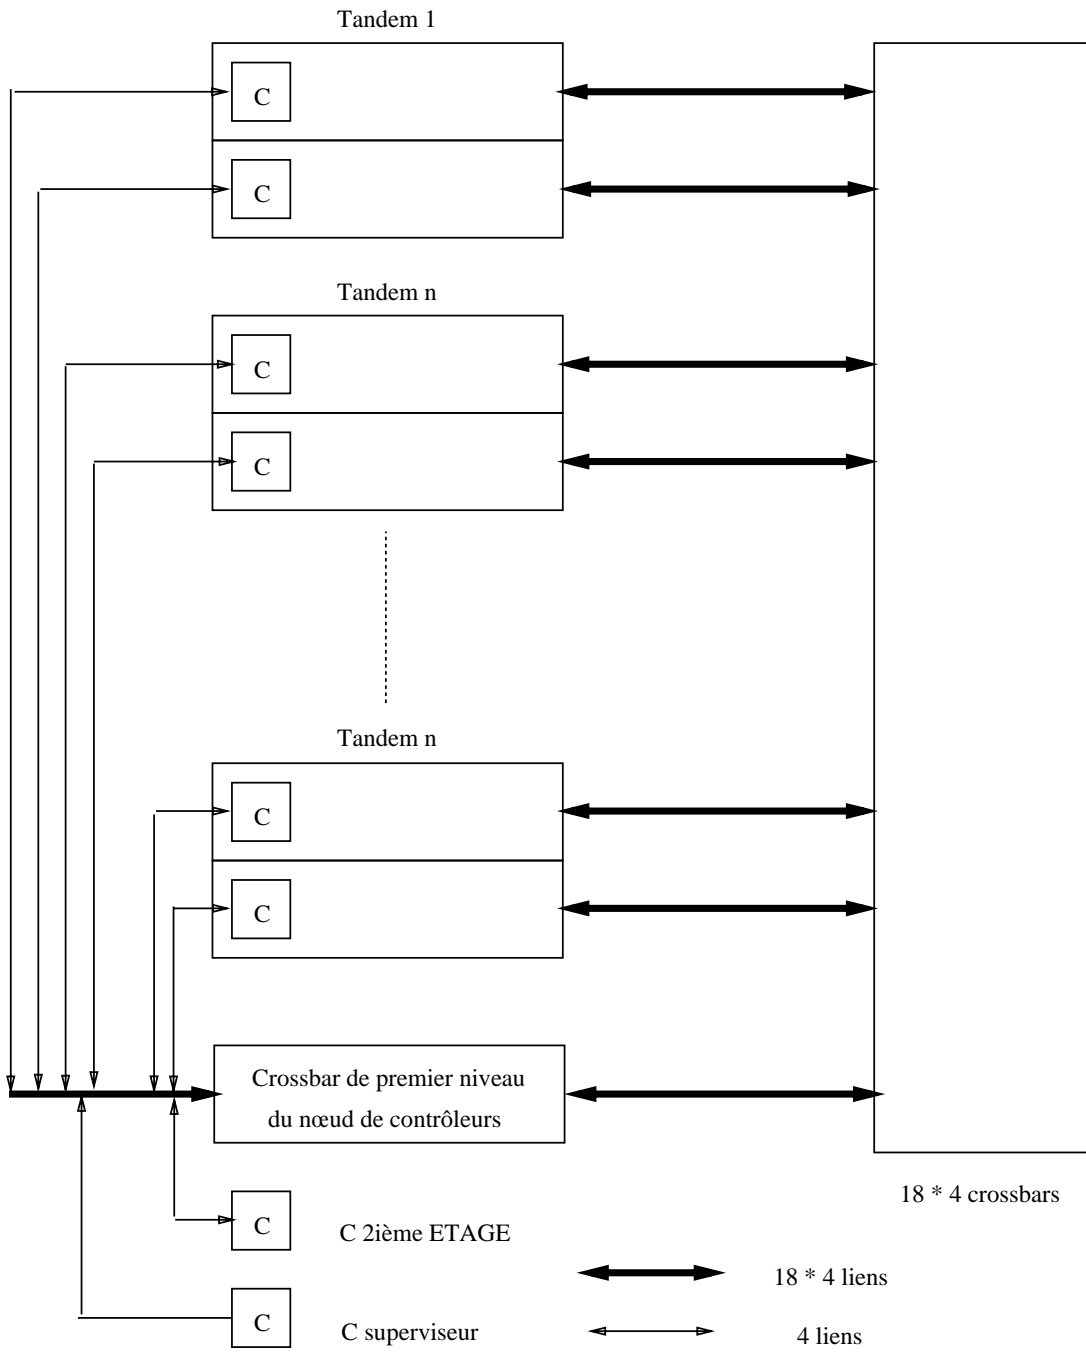 Tandem 1
C
C
Tandem n
C
C
Tandem n
C
C
Crossbar de premier niveau
du nœud de contrôleurs
18 * 4 crossbars
C
C 2ième ETAGE
18 * 4 liens
C
C superviseur
4 liens